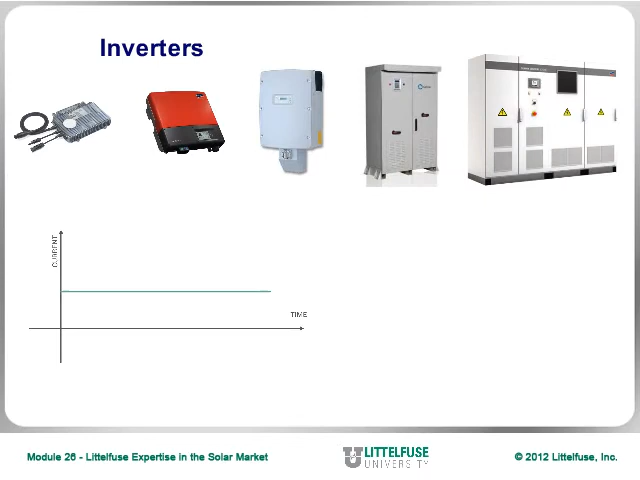 Inverters
CURRENT
TIME
Module 26 - Littelfuse Expertise in the Solar Market
LITTELFUSE
UNIVERSITY
© 2012 Littelfuse, Inc.